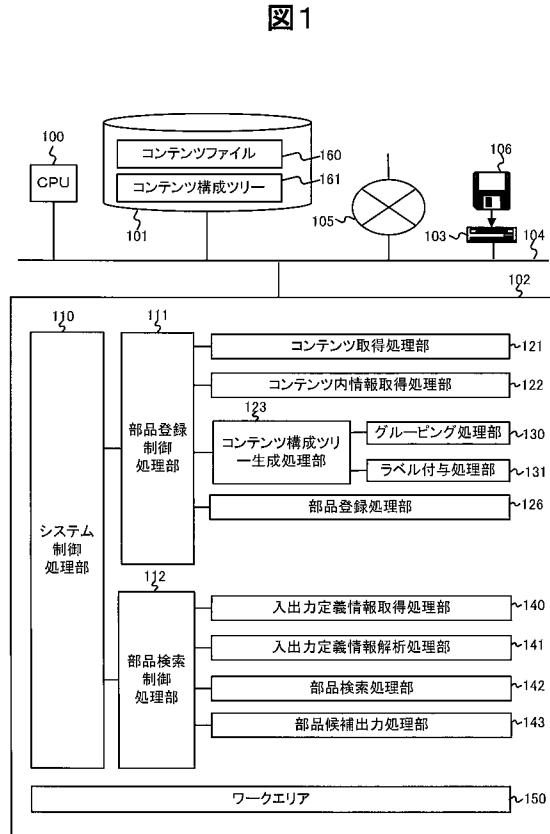 図1
100
CPU
コンテンツファイル
160
コンテンツ構成ツリー
161
101
105
106
103
104
102
110
システム
制御
処理部
111
部品登録
制御
処理部
コンテンツ取得処理部
121
コンテンツ内情報取得処理部
122
123
コンテンツ構成ツリ
ー生成処理部
グルーピング処理部
130
ラベル付与処理部
131
部品登録処理部
126
112
部品検索
制御
処理部
入出力定義情報取得処理部
140
入出力定義情報解析処理部
141
部品検索処理部
142
部品候補出力処理部
143
ワークエリア
150